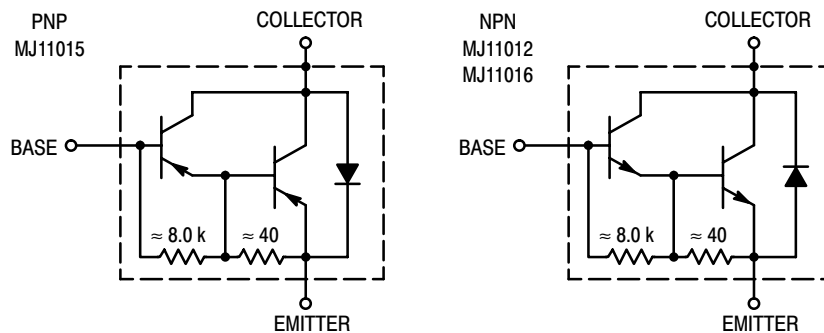 PNP
MJ11015
COLLECTOR
BASE
≈ 8.0 k
≈ 40
EMITTER
NPN
MJ11012
MJ11016
COLLECTOR
BASE
≈ 8.0 k
≈ 40
EMITTER